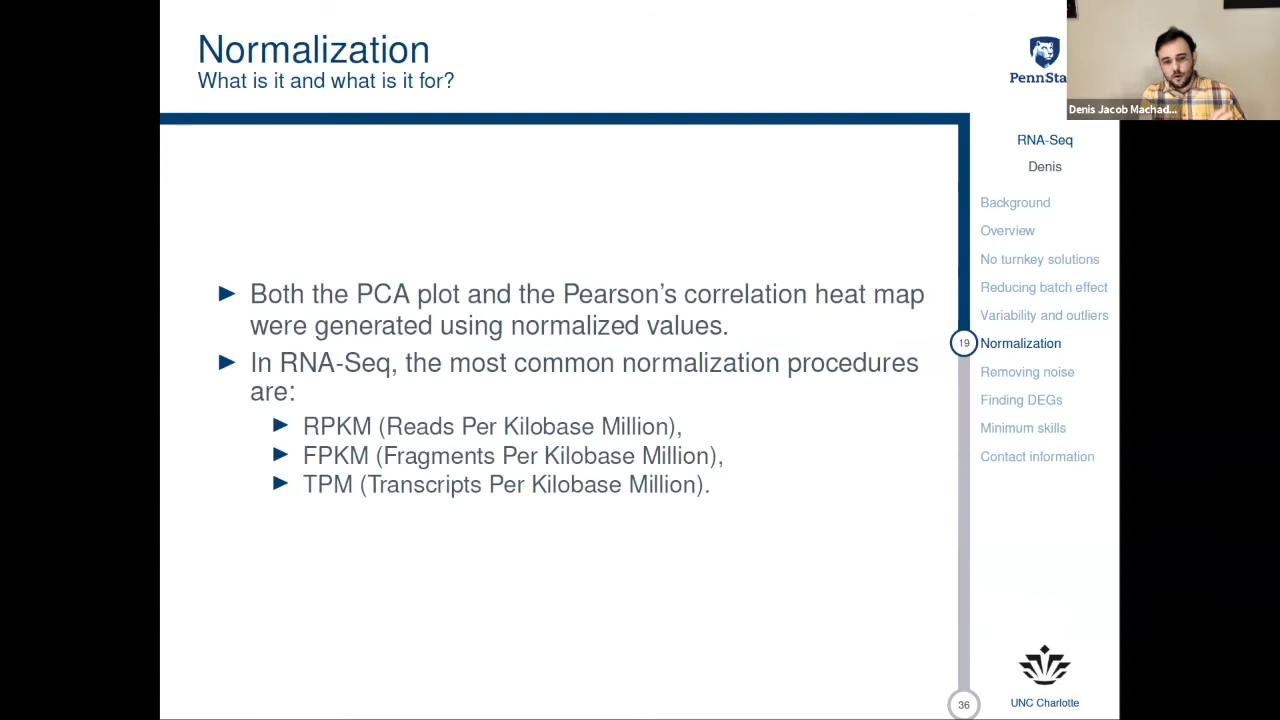 Normalization
What is it and what is it for?
PennSta
Denis Jacob Machad...
RNA-Seq
Denis
Background
Overview
No turnkey solutions
Reducing batch effect
Variability and outliers
19
Normalization
Removing noise
Finding DEGs
Minimum skills
Contact information
► Both the PCA plot and the Pearson's correlation heat map
were generated using normalized values.
► In RNA-Seq, the most common normalization procedures
are:
► RPKM (Reads Per Kilobase Million),
► FPKM (Fragments Per Kilobase Million),
► TPM (Transcripts Per Kilobase Million).
36
UNC Charlotte